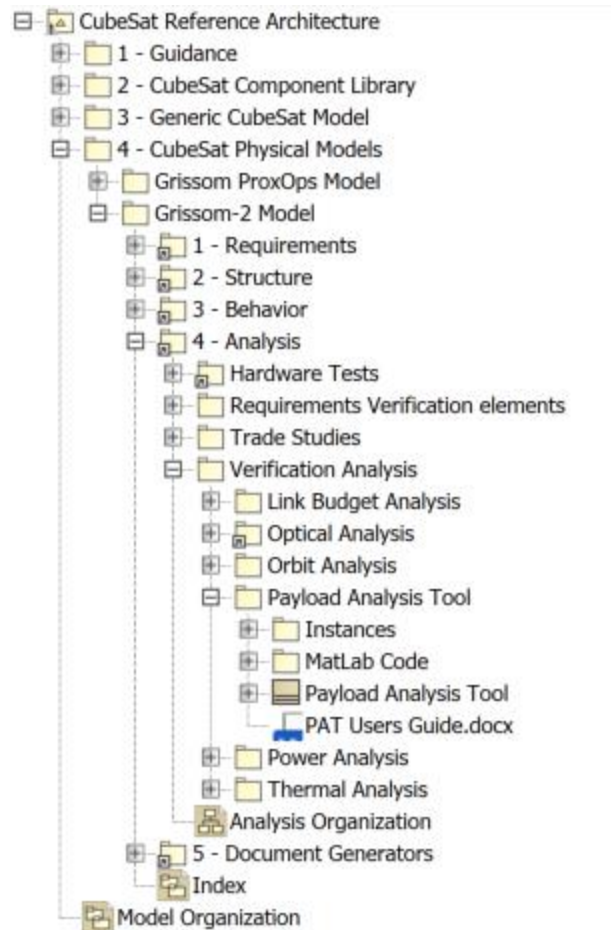 CubeSat Reference Architecture
1 - Guidance
2 - CubeSat Component Library
3 - Generic CubeSat Model
4 - CubeSat Physical Models
Grissom ProxOps Model
Grissom-2 Model
1 - Requirements
2 - Structure
3 - Behavior
4 - Analysis
Hardware Tests
Requirements Verification elements
Trade Studies
Verification Analysis
Link Budget Analysis
Optical Analysis
Orbit Analysis
Payload Analysis Tool
Instances
MatLab Code
Payload Analysis Tool
PAT Users Guide.docx
Power Analysis
Thermal Analysis
Analysis Organization
5 - Document Generators
Index
Model Organization